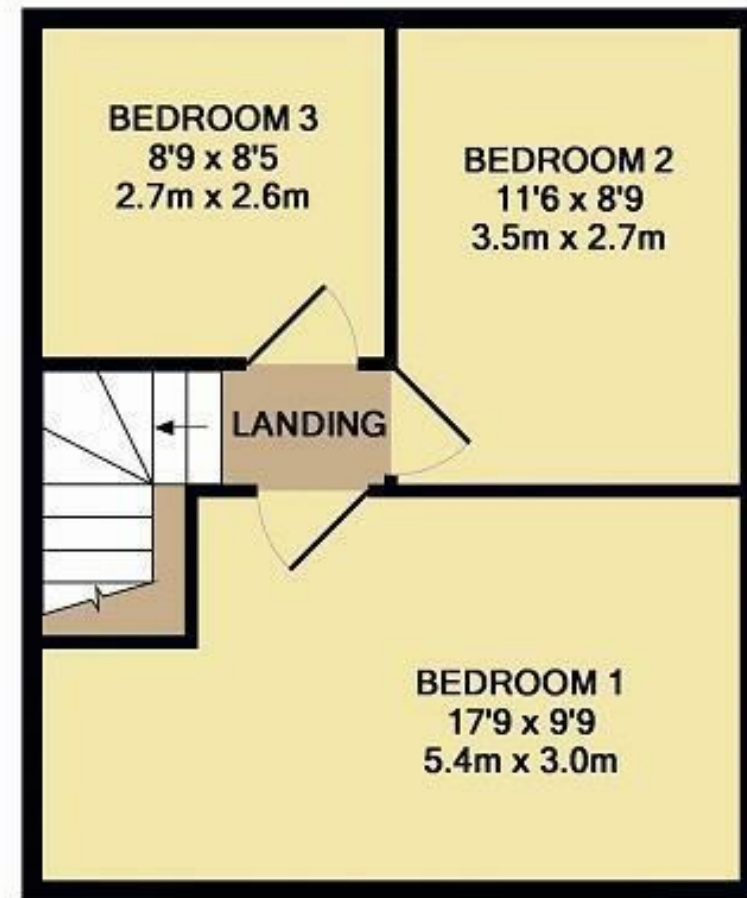 BEDROOM 3
8'9 x 8'5
2.7m x 2.6m
BEDROOM 2
11'6 x 8'9
3.5m x 2.7m
LANDING
BEDROOM 1
17'9 x 9'9
5.4m x 3.0m